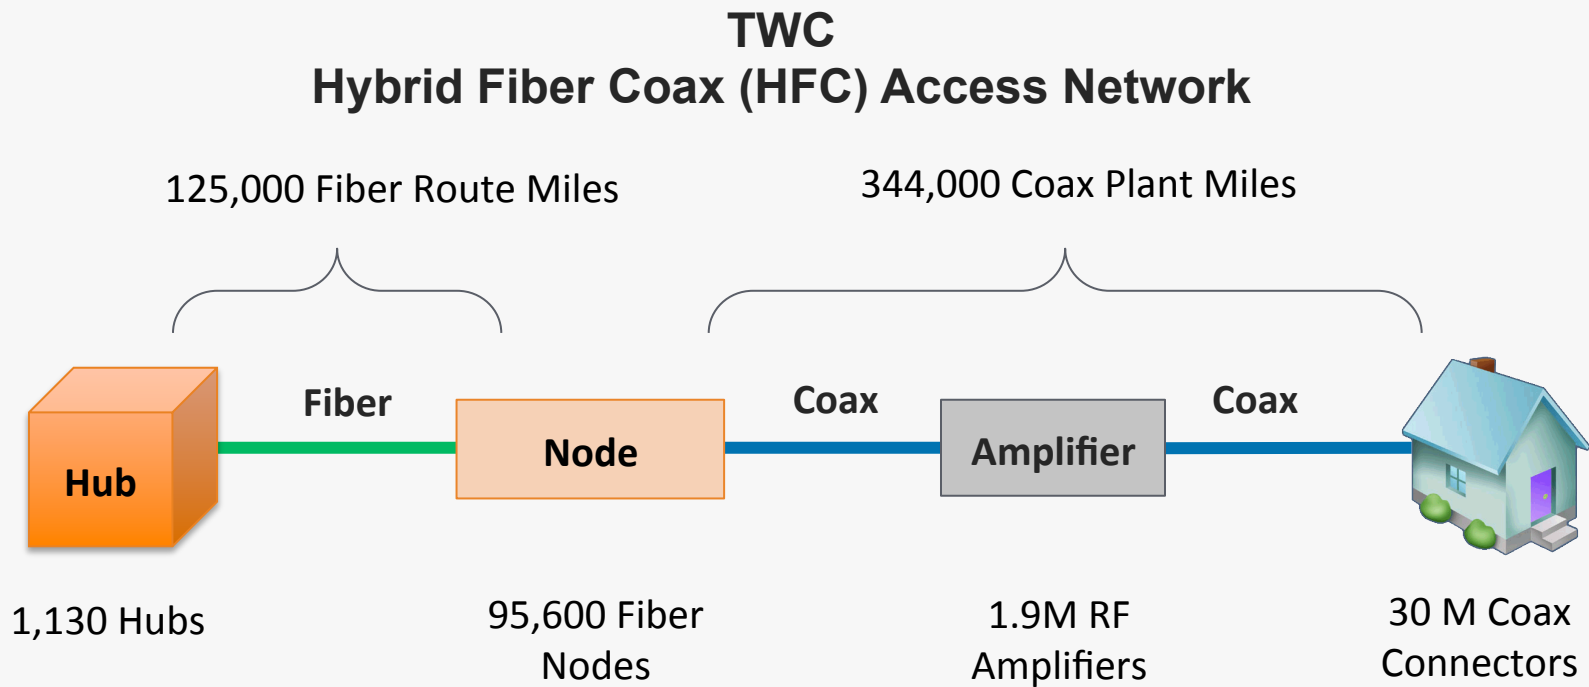 TWC
Hybrid Fiber Coax (HFC) Access Network
125,000 Fiber Route Miles
344,000 Coax Plant Miles
Fiber
Coax
Coax
Hub
Node
Amplifier
1,130 Hubs
95,600 Fiber
Nodes
1.9M RF
Amplifiers
30 M Coax
Connectors